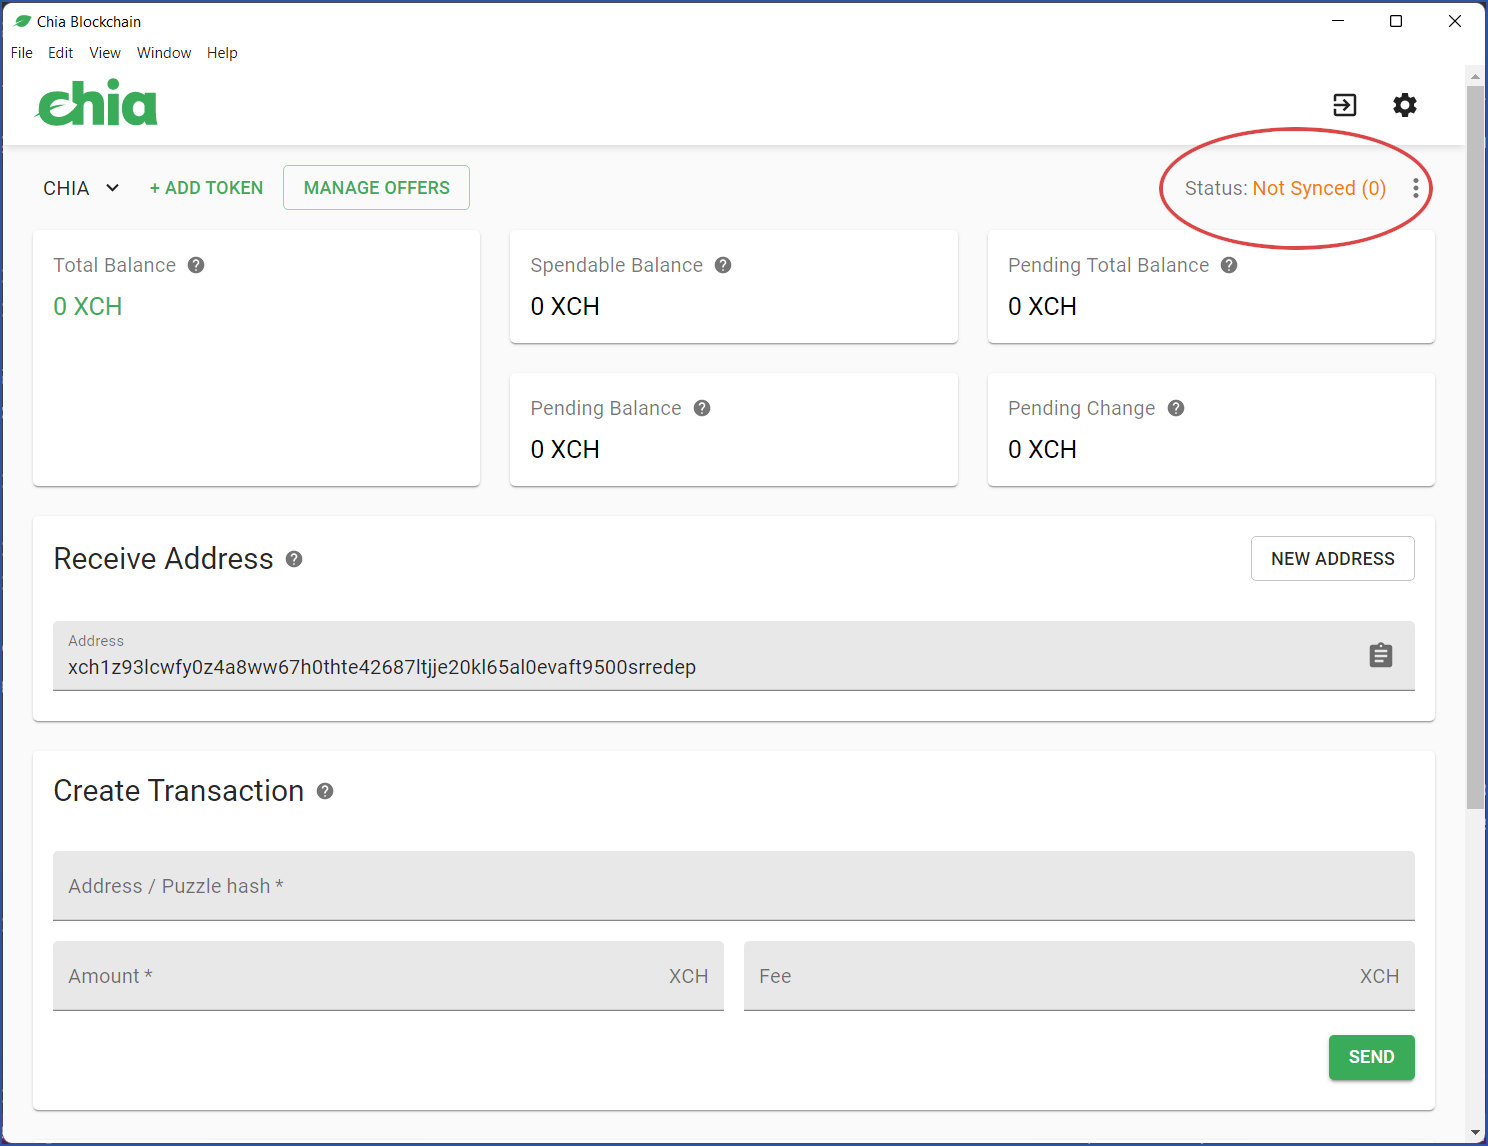 Chia Blockchain
File Edit View Window Help
chia
CHIA + ADD TOKEN MANAGE OFFERS Status: Not Synced (0)
Total Balance
0 XCH
Spendable Balance
0 XCH
Pending Total Balance
0 XCH
Pending Balance
0 XCH
Pending Change
0 XCH
Receive Address
NEW ADDRESS
Address
xch1z93lcwfy0z4a8ww67h0thte42687ltjje20kl65al0evaft9500srredep
Create Transaction
Address / Puzzle hash *
Amount * XCH
Fee XCH
SEND